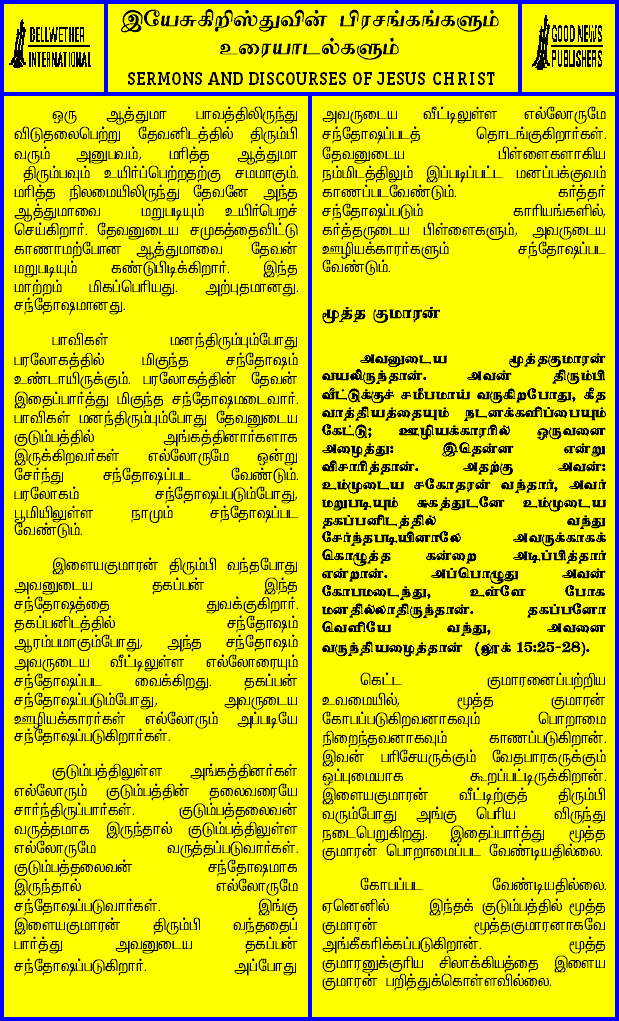 BELLWETHER
INTERNATIONAL
இயேசுகிறிஸ்துவின் பிரசங்கங்களும்
உரையாடல்களும்
SERMONS AND DISCOURSES OF JESUS CHRIST
GOOD NEWS
PUBLISHERS
ஒரு ஆத்துமா பாவத்திலிருந்து
விடுதலைபெற்று தேவனிடத்தில் திரும்பி
வரும் அனுபவம், மரித்த ஆத்துமா
திரும்பவும் உயிர்ப்பெற்றதற்கு சமமாகும்.
மரித்த நிலமையிலிருந்து தேவனே அந்த
ஆத்துமாவை மறுபடியும் உயிர்பெறச்
செய்கிறார். தேவனுடைய சமுகத்தைவிட்டு
காணாமற்போன ஆத்துமாவை தேவன்
மறுபடியும் கண்டுபிடிக்கிறார். இந்த
மாற்றம் மிகப்பெரியது. அற்புதமானது.
சந்தோஷமானது.
பாவிகள் மனந்திரும்பும்போது
பரலோகத்தில் மிகுந்த சந்தோஷம்
உண்டாயிருக்கும். பரலோகத்தின் தேவன்
இதைப்பார்த்து மிகுந்த சந்தோஷமடைவார்.
பாவிகள் மனந்திரும்பும்போது தேவனுடைய
குடும்பத்தில் அங்கத்தினார்களாக
இருக்கிறவர்கள் எல்லோருமே ஒன்று
சேர்ந்து சந்தோஷப்பட வேண்டும்.
பரலோகம் சந்தோஷப்படும்போது,
பூமியிலுள்ள நாமும் சந்தோஷப்பட
வேண்டும்.
இளையகுமாரன் திரும்பி வந்தபோது
அவனுடைய தகப்பன் இந்த
சந்தோஷத்தை துவக்குகிறார்.
தகப்பனிடத்தில் சந்தோஷம்
ஆரம்பமாகும்போது, அந்த சந்தோஷம்
அவருடைய வீட்டிலுள்ள எல்லோரையும்
சந்தோஷப்பட வைக்கிறது. தகப்பன்
சந்தோஷப்படும்போது, அவருடைய
ஊழியக்காரர்கள் எல்லோரும் அப்படியே
சந்தோஷப்படுகிறார்கள்.
குடும்பத்திலுள்ள அங்கத்தினர்கள்
எல்லோரும் குடும்பத்தின் தலைவரையே
சார்ந்திருப்பார்கள். குடும்பத்தலைவன்
வருத்தமாக இருந்தால் குடும்பத்திலுள்ள
எல்லோருமே வருத்தப்படுவார்கள்.
குடும்பத்தலைவன் சந்தோஷமாக
இருந்தால் எல்லோருமே
சந்தோஷப்படுவார்கள். இங்கு
இளையகுமாரன் திரும்பி வந்ததைப்
பார்த்து அவனுடைய தகப்பன்
சந்தோஷப்படுகிறார். அப்போது
அவருடைய வீட்டிலுள்ள எல்லோருமே
சந்தோஷப்படத் தொடங்குகிறார்கள்.
தேவனுடைய பிள்ளைகளாகிய
நம்மிடத்திலும் இப்படிப்பட்ட மனப்பக்குவம்
காணப்படவேண்டும். கர்த்தர்
சந்தோஷப்படும் காரியங்களில்,
கர்த்தருடைய பிள்ளைகளும், அவருடைய
ஊழியக்காரர்களும் சந்தோஷப்பட
வேண்டும்.
மூத்த குமாரன்
அவனுடைய மூத்தகுமாரன்
வயலிருந்தான். அவன் திரும்பி
வீட்டுக்குச் சமீபமாய் வருகிறபோது, கீத
வாத்தியத்தையும் நடனக்களிப்பையும்
கேட்டு; ஊழியக்காரரில் ஒருவனை
அழைத்து: இதென்ன என்று
விசாரித்தான். அதற்கு அவன்:
உம்முடைய சகோதரன் வந்தார், அவர்
மறுபடியும் சுகத்துடனே உம்முடைய
தகப்பனிடத்தில் வந்து
சேர்ந்தபடியினாலே அவருக்காகக்
கொழுத்த கன்றை அடிப்பித்தார்
என்றான். அப்பொழுது அவன்
கோபமடைந்து, உள்ளே போக
மனதில்லாதிருந்தான். தகப்பனோ
வெளியே வந்து, அவனை
வருந்தியழைத்தான் (லூக் 15:25-28).
கெட்ட குமாரனைப்பற்றிய
உவமையில், மூத்த குமாரன்
கோபப்படுகிறவனாகவும் பொறாமை
நிறைந்தவனாகவும் காணப்படுகிறான்.
இவன் பரிசேயருக்கும் வேதபாரகருக்கும்
ஒப்புமையாக கூறப்பட்டிருக்கிறான்.
இளையகுமாரன் வீட்டிற்குத் திரும்பி
வரும்போது அங்கு பெரிய விருந்து
நடைபெறுகிறது. இதைப்பார்த்து மூத்த
குமாரன் பொறாமைப்பட வேண்டியதில்லை.
கோபப்பட வேண்டியதில்லை.
ஏனெனில் இந்தக் குடும்பத்தில் மூத்த
குமாரன் மூத்தகுமாரனாகவே
அங்கீகரிக்கப்படுகிறான். மூத்த
குமாரனுக்குரிய சிலாக்கியத்தை இளைய
குமாரன் பறித்துக்கொள்ளவில்லை.